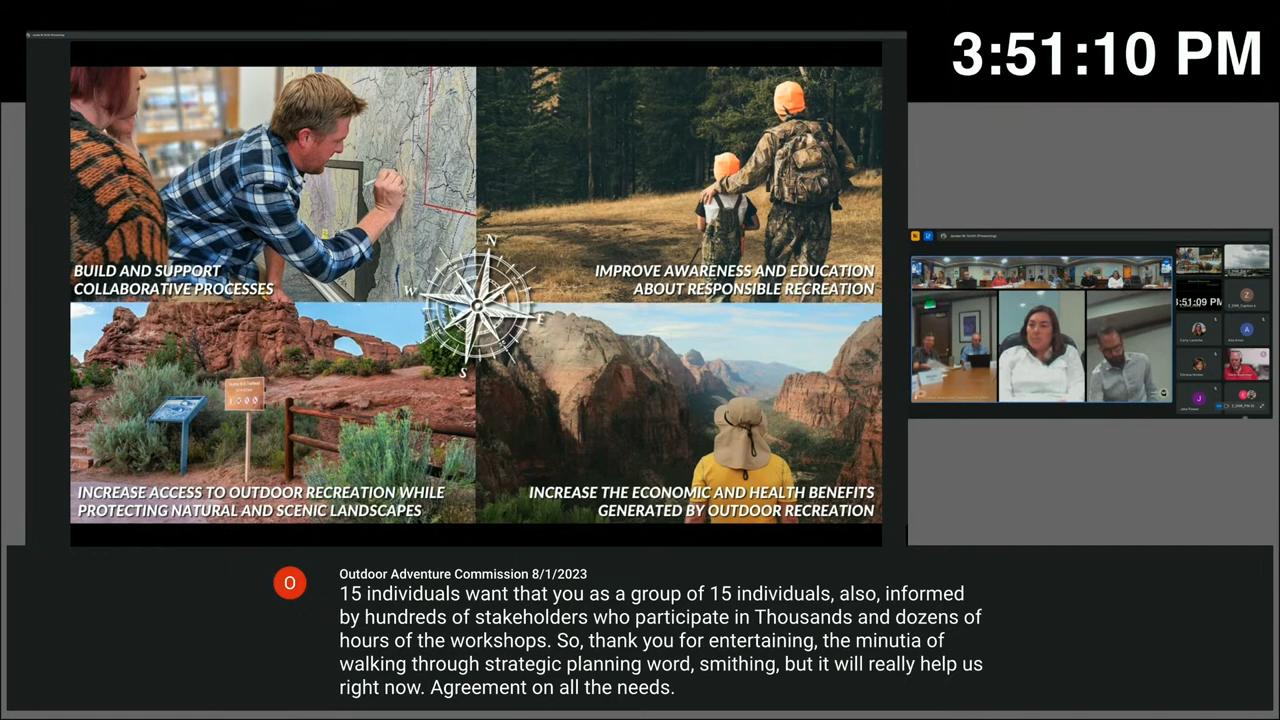 3:51:10 PM
BUILD AND SUPPORT
COLLABORATIVE PROCESSES
IMPROVE AWARENESS AND EDUCATION
ABOUT RESPONSIBLE RECREATION
N
W
E
S
INCREASE ACCESS TO OUTDOOR RECREATION WHILE
PROTECTING NATURAL AND SCENIC LANDSCAPES
INCREASE THE ECONOMIC AND HEALTH BENEFITS
GENERATED BY OUTDOOR RECREATION
:51:09 PM
O
Outdoor Adventure Commission 8/1/2023
15 individuals want that you as a group of 15 individuals, also, informed
by hundreds of stakeholders who participate in Thousands and dozens of
hours of the workshops. So, thank you for entertaining, the minutia of
walking through strategic planning word, smithing, but it will really help us
right now. Agreement on all the needs.